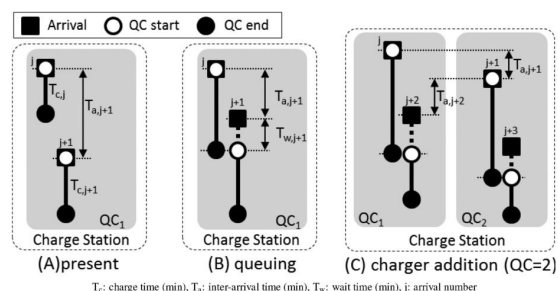 Arrival QC start QC end
j
T_c,j
T_a,j+1
j+1
T_c,j+1
QC_1
Charge Station
(A)present
j
T_a,j+1
j+1
T_w,j+1
QC_1
Charge Station
(B) queuing
j
T_a,j+1
j+1
T_a,j+2
j+2
j+3
QC_1
QC_2
Charge Station
(C) charger addition (QC=2)
T_c: charge time (min), T_a: inter-arrival time (min), T_w: wait time (min), j: arrival number